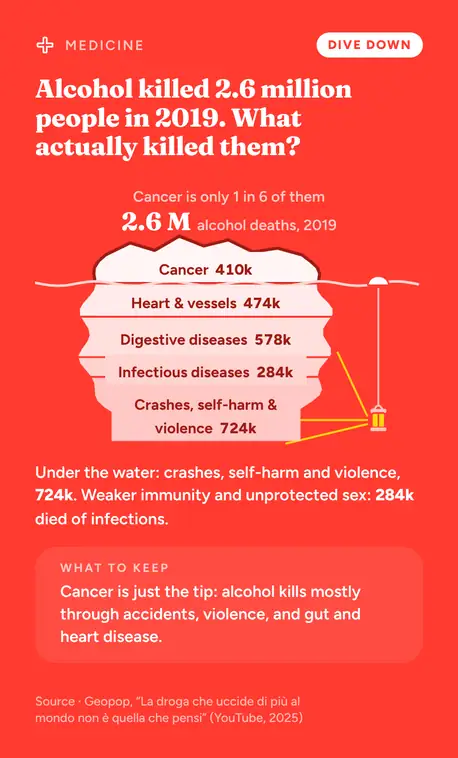 MEDICINE
DIVE DOWN
Alcohol killed 2.6 million
people in 2019. What
actually killed them?
Cancer is only 1 in 6 of them
2.6 M alcohol deaths, 2019
Cancer 410k
Heart & vessels 474k
Digestive diseases 578k
Infectious diseases 284k
Crashes, self-harm &
violence 724k
Under the water: crashes, self-harm and violence,
724k. Weaker immunity and unprotected sex: 284k
died of infections.
WHAT TO KEEP
Cancer is just the tip: alcohol kills mostly
through accidents, violence, and gut and
heart disease.
Source · Geopop, “La droga che uccide di più al
mondo non è quella che pensi” (YouTube, 2025)